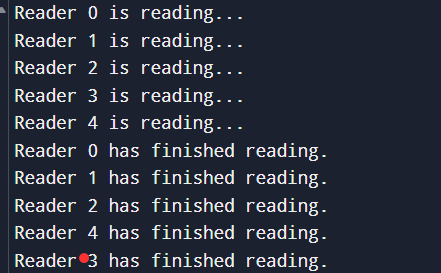 Reader 0 is reading...
Reader 1 is reading...
Reader 2 is reading...
Reader 3 is reading...
Reader 4 is reading...
Reader 0 has finished reading.
Reader 1 has finished reading.
Reader 2 has finished reading.
Reader 4 has finished reading.
Reader 3 has finished reading.